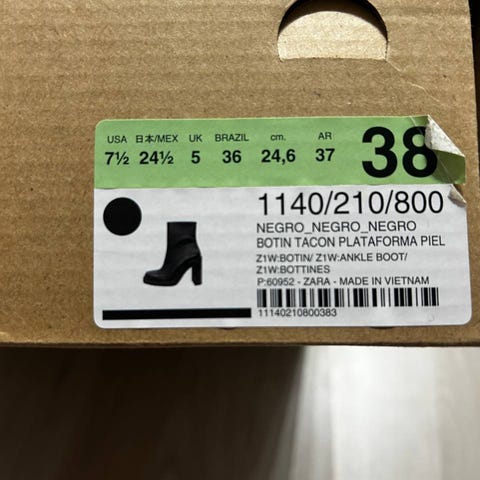 USA 日本/MEX UK BRAZIL cm. AR
7½ 24½ 5 36 24,6 37 38
1140/210/800
NEGRO_NEGRO_NEGRO
BOTIN TACON PLATAFORMA PIEL
Z1W:BOTIN/ Z1W:ANKLE BOOT/
Z1W:BOTTINES
P:60952 - ZARA - MADE IN VIETNAM
11140210800383